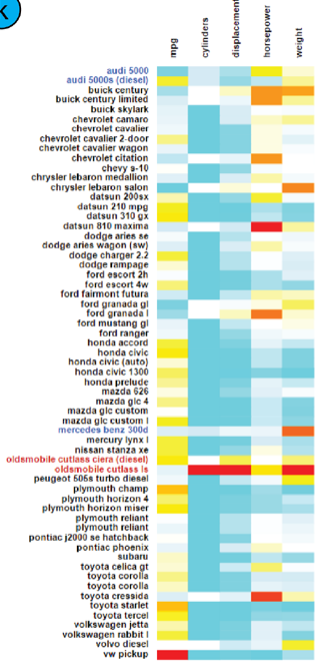 K
mpg
cylinders
displacement
horsepower
weight
audi 5000
audi 5000s (diesel)
buick century
buick century limited
buick skylark
chevrolet camaro
chevrolet cavalier
chevrolet cavalier 2-door
chevrolet cavalier wagon
chevrolet citation
chevy s-10
chrysler lebaron medallion
chrysler lebaron salon
datsun 200sx
datsun 210 mpg
datsun 310 gx
datsun 810 maxima
dodge aries se
dodge aries wagon (sw)
dodge charger 2.2
dodge rampage
ford escort 2h
ford escort 4w
ford fairmont futura
ford granada gl
ford granada l
ford mustang gl
ford ranger
honda accord
honda civic
honda civic (auto)
honda civic 1300
honda prelude
mazda 626
mazda glc 4
mazda glc custom
mazda glc custom l
mercedes benz 300d
mercury lynx l
nissan stanza xe
oldsmobile cutlass ciera (diesel)
oldsmobile cutlass ls
peugeot 505s turbo diesel
plymouth champ
plymouth horizon 4
plymouth horizon miser
plymouth reliant
plymouth reliant
pontiac j2000 se hatchback
pontiac phoenix
subaru
toyota celica gt
toyota corolla
toyota corolla
toyota cressida
toyota starlet
toyota tercel
volkswagen jetta
volkswagen rabbit l
volvo diesel
vw pickup